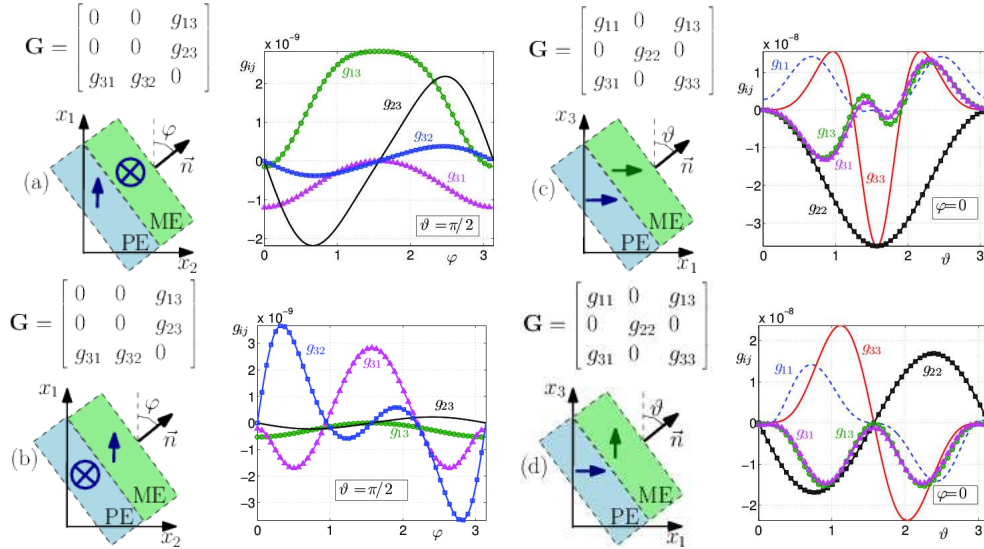 G = [ 0 0 g13
0 0 g23
g31 g32 0 ]
x1
φ
n⃗
(a)
ME
PE
x2
x 10⁻⁹
gij
2
1
0
−1
−2
g13
g23
g32
g31
ϑ = π/2
0 1 2 3
φ
G = [ g11 0 g13
0 g22 0
g31 0 g33 ]
x3
ϑ
n⃗
(c)
ME
PE
x1
x 10⁻⁸
gij
1
0
−1
−2
−3
g11
g13
g31
g33
g22
φ=0
0 1 2 3
ϑ
G = [ 0 0 g13
0 0 g23
g31 g32 0 ]
x1
φ
n⃗
(b)
ME
PE
x2
x 10⁻⁹
gij
3
2
1
0
−1
−2
−3
g32
g31
g23
g13
ϑ = π/2
0 1 2 3
φ
G = [ g11 0 g13
0 g22 0
g31 0 g33 ]
x3
ϑ
n⃗
(d)
ME
PE
x1
x 10⁻⁸
gij
2
1
0
−1
−2
g11
g33
g22
g31
g13
φ=0
0 1 2 3
ϑ